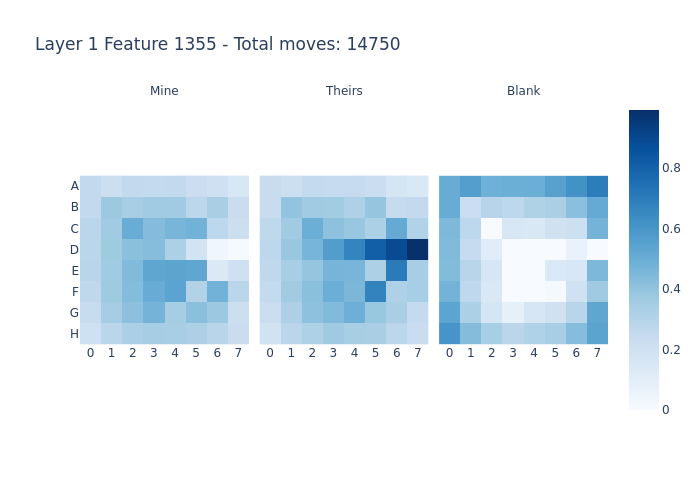 Layer 1 Feature 1355 - Total moves: 14750
Mine Theirs Blank
A
B
C
D
E
F
G
H
0 1 2 3 4 5 6 7 0 1 2 3 4 5 6 7 0 1 2 3 4 5 6 7
0.8
0.6
0.4
0.2
0